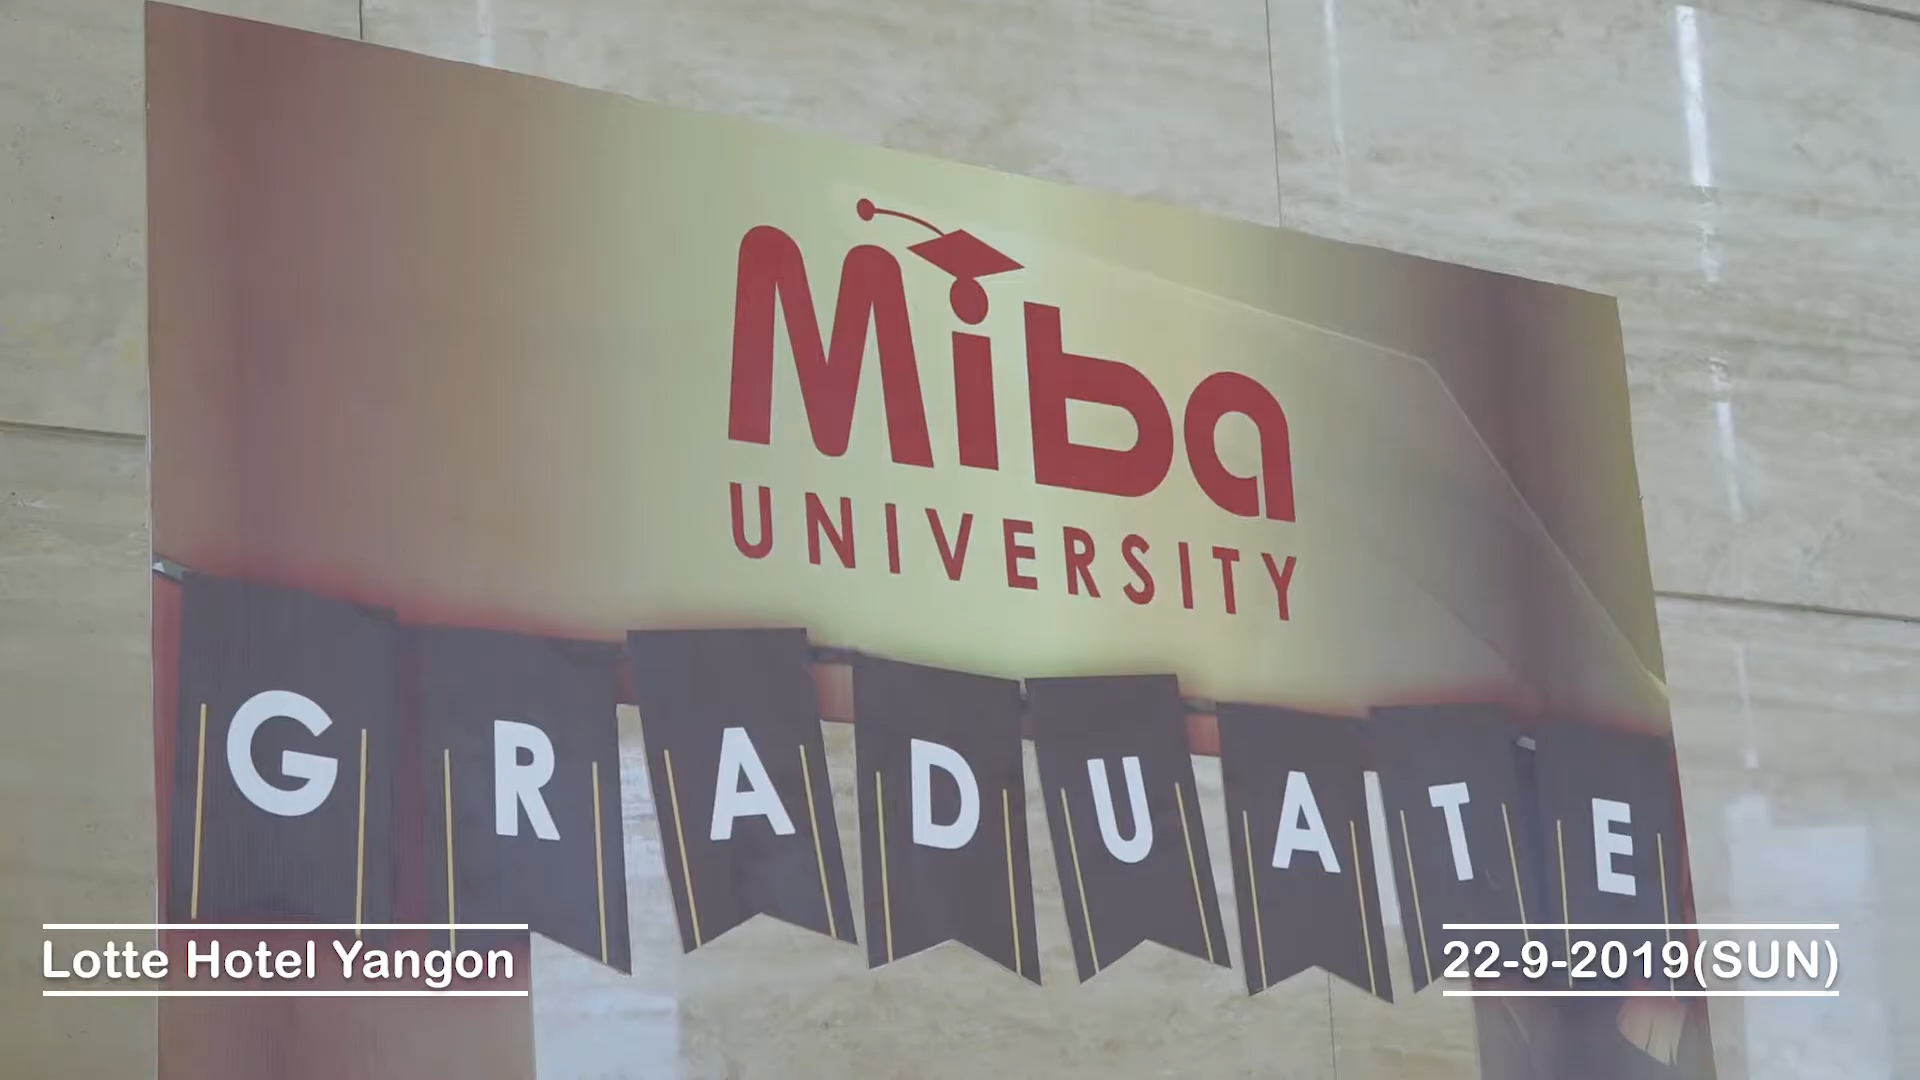 Miba
UNIVERSITY
GRADUATE
Lotte Hotel Yangon
22-9-2019(SUN)